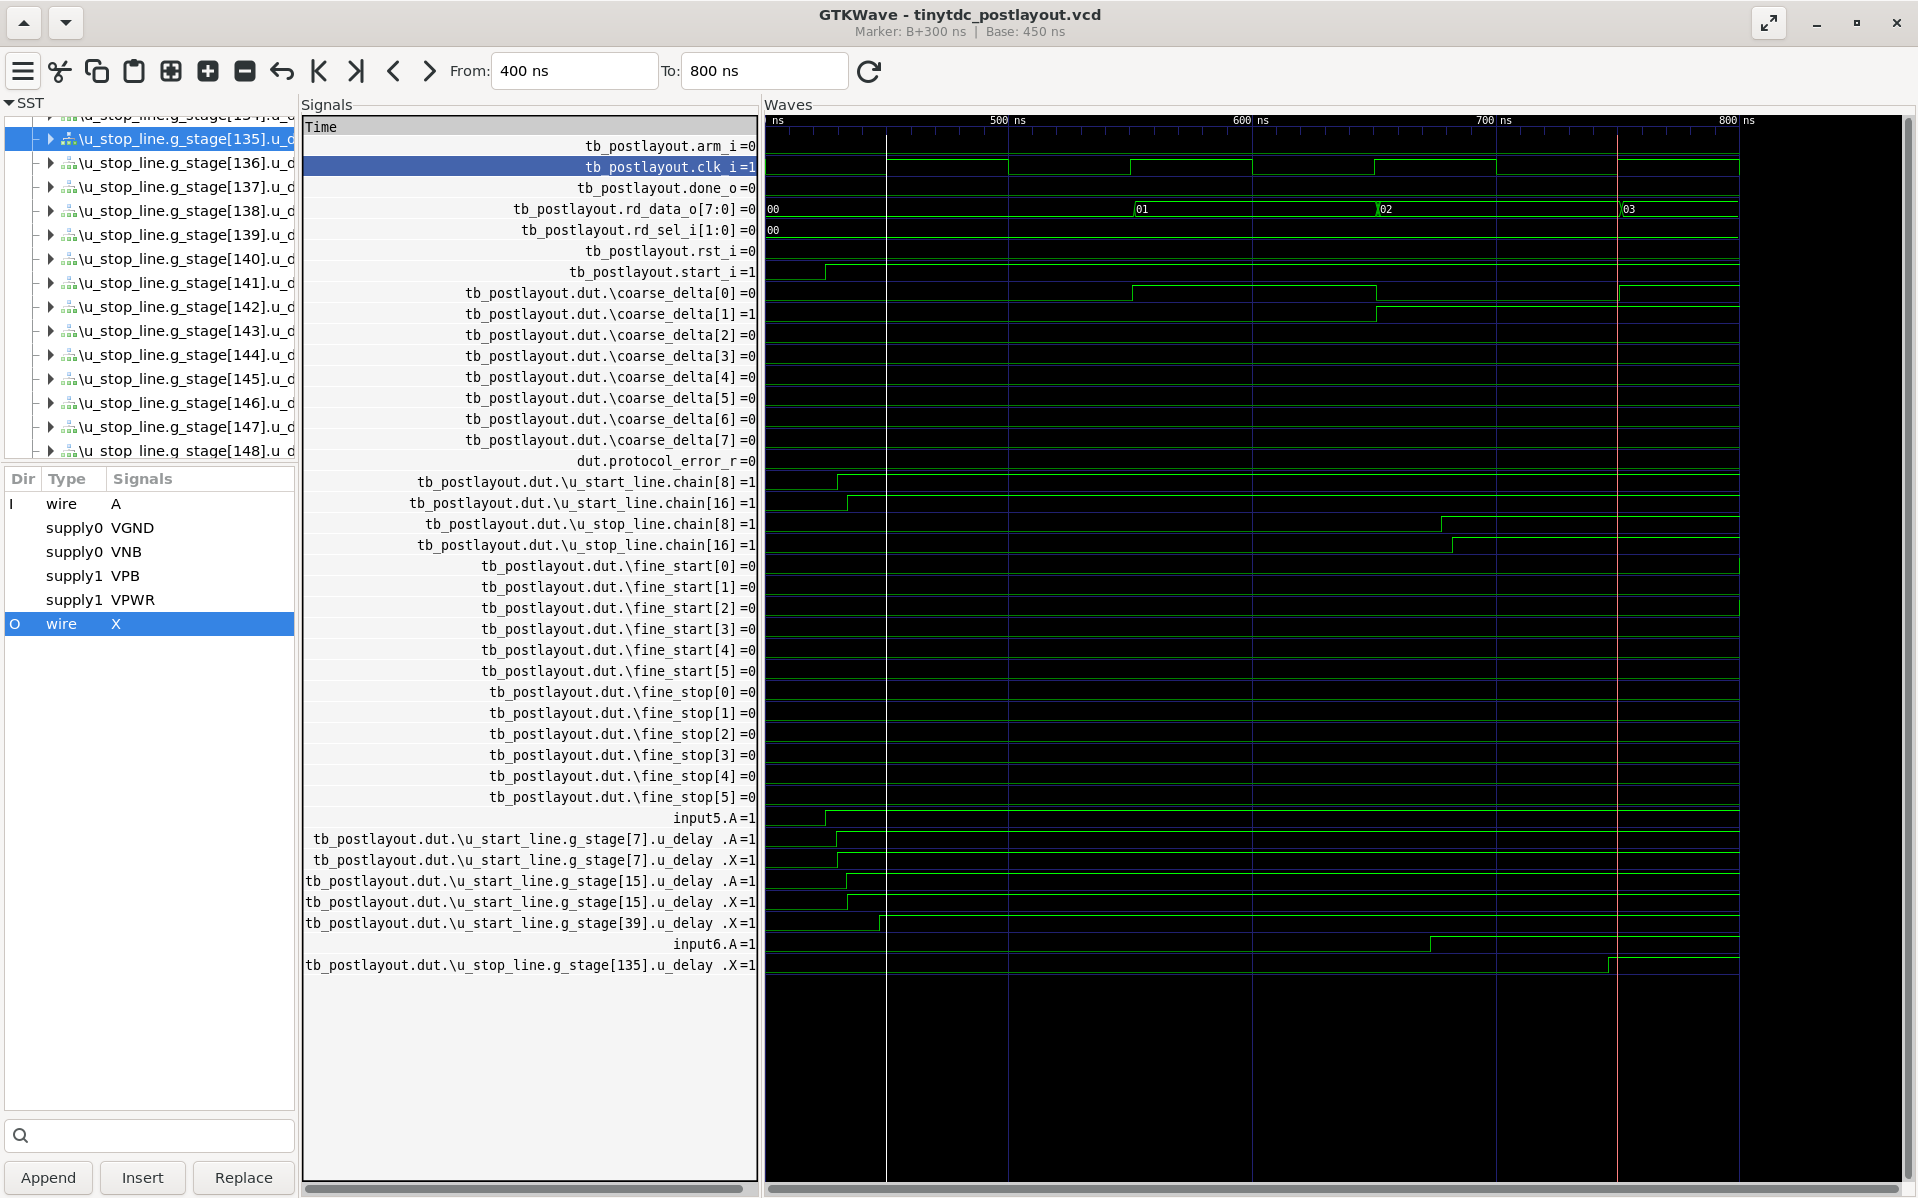 GTKWave - tinytdc_postlayout.vcd
Marker: B+300 ns | Base: 450 ns
From: 400 ns To: 800 ns
SST
\u_stop_line.g_stage[135].u_d
\u_stop_line.g_stage[136].u_d
\u_stop_line.g_stage[137].u_d
\u_stop_line.g_stage[138].u_d
\u_stop_line.g_stage[139].u_d
\u_stop_line.g_stage[140].u_d
\u_stop_line.g_stage[141].u_d
\u_stop_line.g_stage[142].u_d
\u_stop_line.g_stage[143].u_d
\u_stop_line.g_stage[144].u_d
\u_stop_line.g_stage[145].u_d
\u_stop_line.g_stage[146].u_d
\u_stop_line.g_stage[147].u_d
\u_stop_line.g_stage[148].u_d
Dir Type Signals
I wire A
supply0 VGND
supply0 VNB
supply1 VPB
supply1 VPWR
O wire X
Append Insert Replace
Signals
Time
tb_postlayout.arm_i=0
tb_postlayout.clk_i=1
tb_postlayout.done_o=0
tb_postlayout.rd_data_o[7:0]=0
tb_postlayout.rd_sel_i[1:0]=0
tb_postlayout.rst_i=0
tb_postlayout.start_i=1
tb_postlayout.dut.\coarse_delta[0]=0
tb_postlayout.dut.\coarse_delta[1]=1
tb_postlayout.dut.\coarse_delta[2]=0
tb_postlayout.dut.\coarse_delta[3]=0
tb_postlayout.dut.\coarse_delta[4]=0
tb_postlayout.dut.\coarse_delta[5]=0
tb_postlayout.dut.\coarse_delta[6]=0
tb_postlayout.dut.\coarse_delta[7]=0
dut.protocol_error_r=0
tb_postlayout.dut.\u_start_line.chain[8]=1
tb_postlayout.dut.\u_start_line.chain[16]=1
tb_postlayout.dut.\u_stop_line.chain[8]=1
tb_postlayout.dut.\u_stop_line.chain[16]=1
tb_postlayout.dut.\fine_start[0]=0
tb_postlayout.dut.\fine_start[1]=0
tb_postlayout.dut.\fine_start[2]=0
tb_postlayout.dut.\fine_start[3]=0
tb_postlayout.dut.\fine_start[4]=0
tb_postlayout.dut.\fine_start[5]=0
tb_postlayout.dut.\fine_stop[0]=0
tb_postlayout.dut.\fine_stop[1]=0
tb_postlayout.dut.\fine_stop[2]=0
tb_postlayout.dut.\fine_stop[3]=0
tb_postlayout.dut.\fine_stop[4]=0
tb_postlayout.dut.\fine_stop[5]=0
input5.A=1
tb_postlayout.dut.\u_start_line.g_stage[7].u_delay .A=1
tb_postlayout.dut.\u_start_line.g_stage[7].u_delay .X=1
tb_postlayout.dut.\u_start_line.g_stage[15].u_delay .A=1
tb_postlayout.dut.\u_start_line.g_stage[15].u_delay .X=1
tb_postlayout.dut.\u_start_line.g_stage[39].u_delay .X=1
input6.A=1
tb_postlayout.dut.\u_stop_line.g_stage[135].u_delay .X=1
Waves
ns 500 ns 600 ns 700 ns 800 ns
00 01 02 03
00